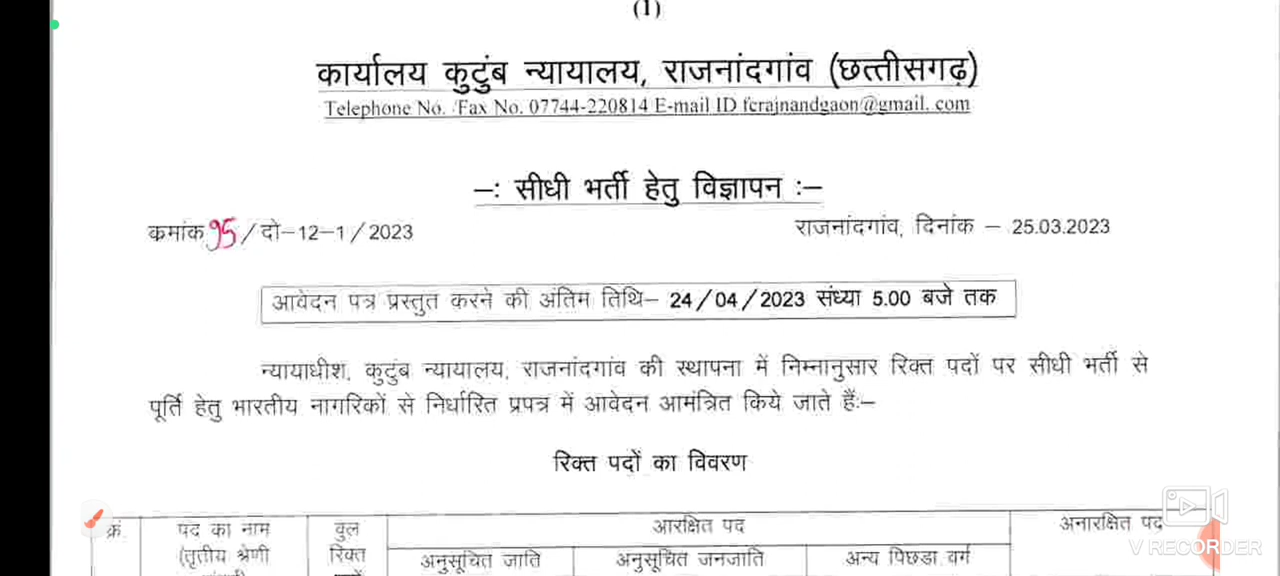 (1)
कार्यालय कुटुंब न्यायालय, राजनांदगांव (छत्तीसगढ़)
Telephone No. /Fax No. 07744-220814 E-mail ID fcrajnandgaon@gmail. com
–: सीधी भर्ती हेतु विज्ञापन :–
कमांक 95/दो–12–1/2023 राजनांदगांव, दिनांक – 25.03.2023
आवेदन पत्र प्रस्तुत करने की अंतिम तिथि– 24/04/2023 संध्या 5.00 बजे तक
न्यायाधीश, कुटुंब न्यायालय, राजनांदगांव की स्थापना में निम्नानुसार रिक्त पदों पर सीधी भर्ती से
पूर्ति हेतु भारतीय नागरिकों से निर्धारित प्रपत्र में आवेदन आमंत्रित किये जाते हैं:–
रिक्त पदों का विवरण
क्रं पद का नाम कुल आरक्षित पद अनारक्षित पद
(तृतीय श्रेणी रिक्त अनुसूचित जाति अनुसूचित जनजाति अन्य पिछडा वर्ग
V RECORDER